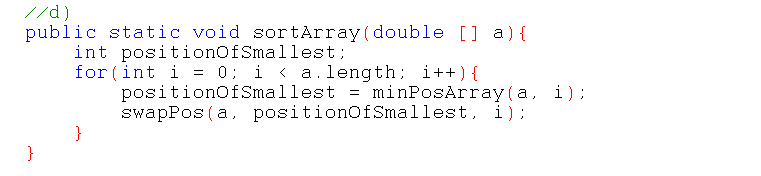 //d)
public static void sortArray(double [] a){
    int positionOfSmallest;
    for(int i = 0; i < a.length; i++){
        positionOfSmallest = minPosArray(a, i);
        swapPos(a, positionOfSmallest, i);
    }
}